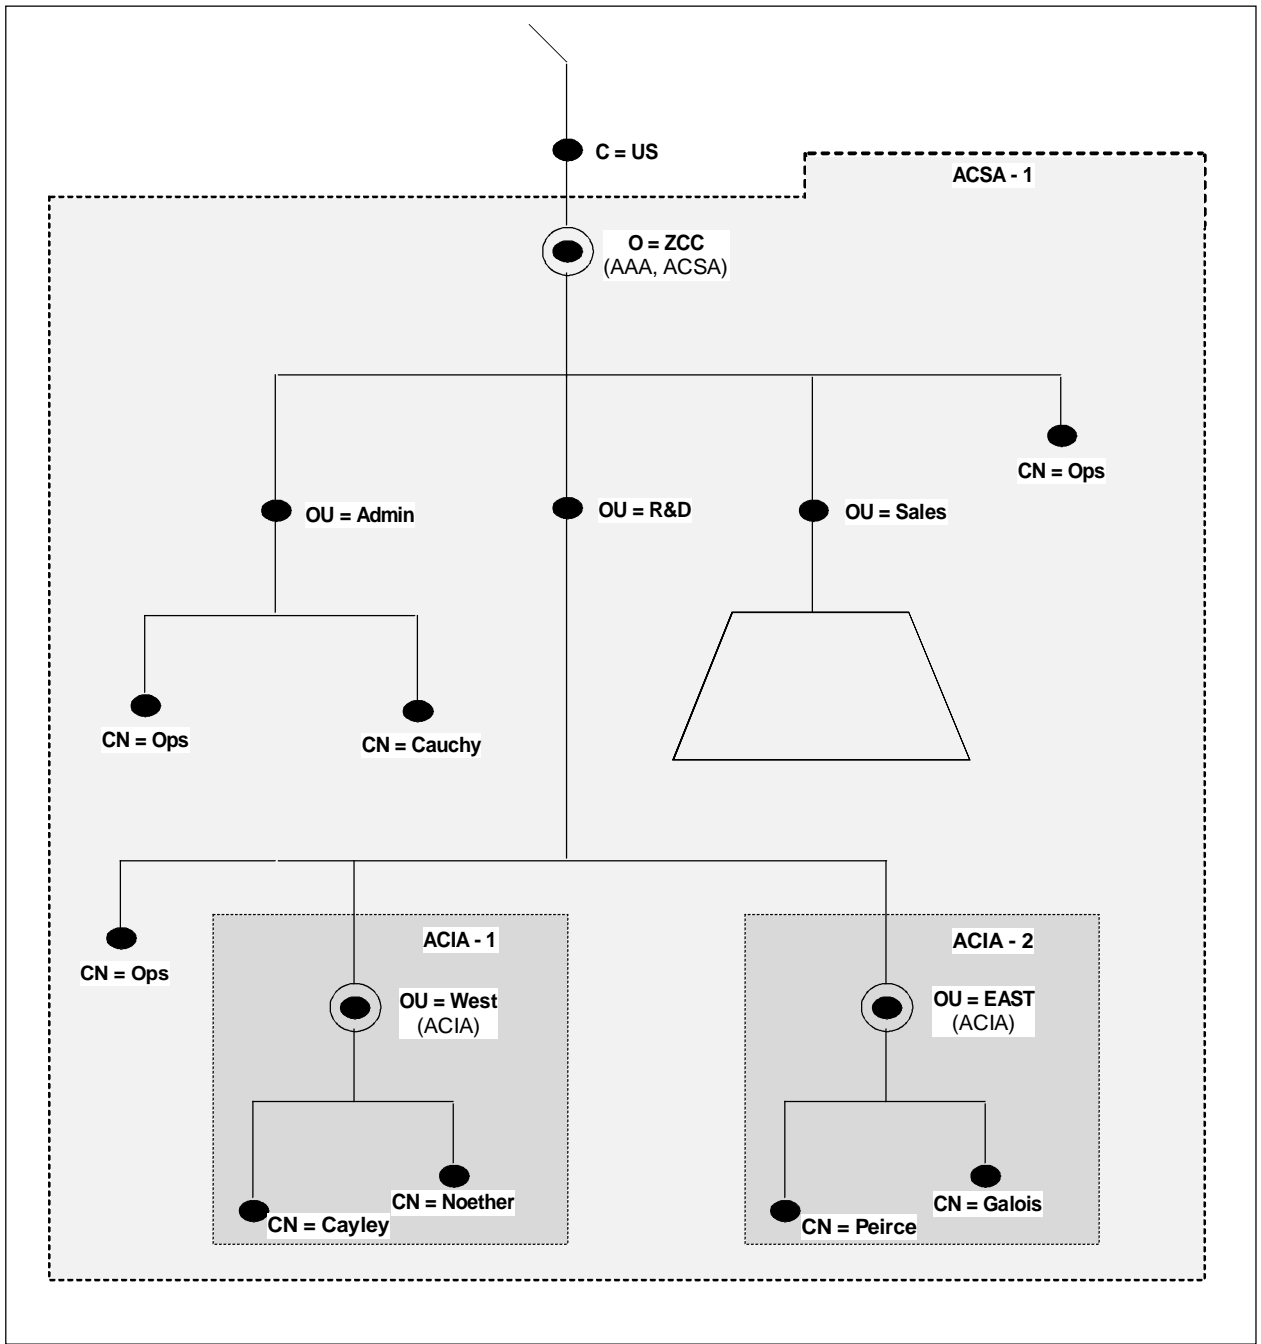 C = US
ACSA - 1
O = ZCC
(AAA, ACSA)
CN = Ops
OU = Admin
OU = R&D
OU = Sales
CN = Ops
CN = Cauchy
ACIA - 1
ACIA - 2
CN = Ops
OU = West
(ACIA)
OU = EAST
(ACIA)
CN = Noether
CN = Cayley
CN = Galois
CN = Peirce